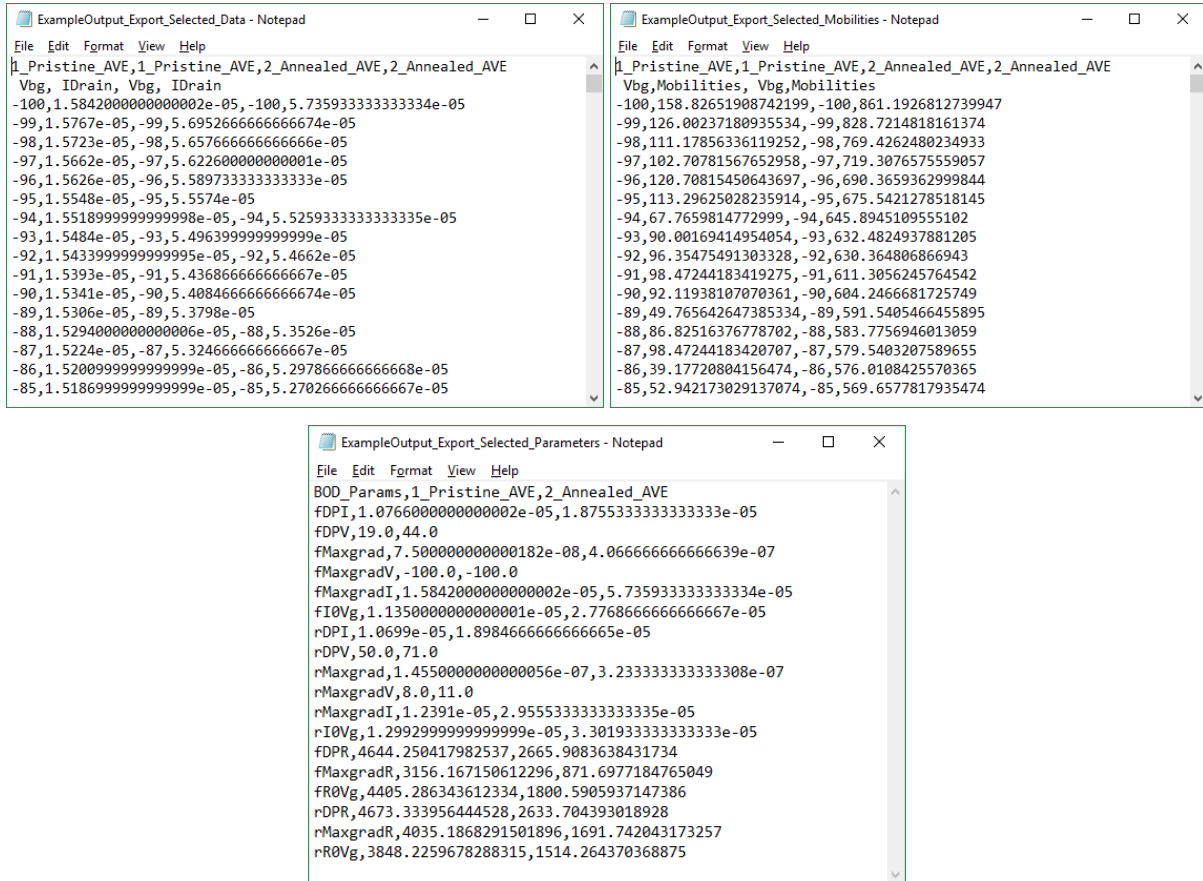 ExampleOutput_Export_Selected_Data - Notepad
File Edit Format View Help
1_Pristine_AVE,1_Pristine_AVE,2_Annealed_AVE,2_Annealed_AVE
Vbg, IDrain, Vbg, IDrain
-100,1.5842000000000002e-05,-100,5.735933333333334e-05
-99,1.5767e-05,-99,5.6952666666666674e-05
-98,1.5723e-05,-98,5.657666666666666e-05
-97,1.5662e-05,-97,5.622600000000001e-05
-96,1.5626e-05,-96,5.589733333333333e-05
-95,1.5548e-05,-95,5.5574e-05
-94,1.5518999999999998e-05,-94,5.5259333333333335e-05
-93,1.5484e-05,-93,5.496399999999999e-05
-92,1.5433999999999995e-05,-92,5.4662e-05
-91,1.5393e-05,-91,5.436866666666667e-05
-90,1.5341e-05,-90,5.4084666666666674e-05
-89,1.5306e-05,-89,5.3798e-05
-88,1.5294000000000006e-05,-88,5.3526e-05
-87,1.5224e-05,-87,5.324666666666667e-05
-86,1.5200999999999999e-05,-86,5.297866666666668e-05
-85,1.5186999999999999e-05,-85,5.270266666666667e-05
ExampleOutput_Export_Selected_Mobilities - Notepad
File Edit Format View Help
1_Pristine_AVE,1_Pristine_AVE,2_Annealed_AVE,2_Annealed_AVE
Vbg,Mobilities, Vbg,Mobilities
-100,158.82651908742199,-100,861.1926812739947
-99,126.00237180935534,-99,828.7214818161374
-98,111.17856336119252,-98,769.4262480234933
-97,102.70781567652958,-97,719.3076575559057
-96,120.70815450643697,-96,690.3659362999844
-95,113.29625028235914,-95,675.5421278518145
-94,67.7659814772999,-94,645.8945109555102
-93,90.00169414954054,-93,632.4824937881205
-92,96.35475491303328,-92,630.364806866943
-91,98.47244183419275,-91,611.3056245764542
-90,92.11938107070361,-90,604.2466681725749
-89,49.765642647385334,-89,591.5405466455895
-88,86.82516376778702,-88,583.7756946013059
-87,98.47244183420707,-87,579.5403207589655
-86,39.17720804156474,-86,576.0108425570365
-85,52.942173029137074,-85,569.6577817935474
ExampleOutput_Export_Selected_Parameters - Notepad
File Edit Format View Help
BOD_Params,1_Pristine_AVE,2_Annealed_AVE
fDPI,1.0766000000000002e-05,1.8755333333333333e-05
fDPV,19.0,44.0
fMaxgrad,7.500000000000182e-08,4.066666666666639e-07
fMaxgradV,-100.0,-100.0
fMaxgradI,1.5842000000000002e-05,5.735933333333334e-05
fI0Vg,1.1350000000000001e-05,2.7768666666666667e-05
rDPI,1.0699e-05,1.8984666666666665e-05
rDPV,50.0,71.0
rMaxgrad,1.4550000000000056e-07,3.233333333333308e-07
rMaxgradV,8.0,11.0
rMaxgradI,1.2391e-05,2.9555333333333335e-05
rI0Vg,1.2992999999999999e-05,3.301933333333333e-05
fDPR,4644.250417982537,2665.9083638431734
fMaxgradR,3156.167150612296,871.6977184765049
fR0Vg,4405.286343612334,1800.5905937147386
rDPR,4673.333956444528,2633.704393018928
rMaxgradR,4035.1868291501896,1691.742043173257
rR0Vg,3848.2259678288315,1514.264370368875